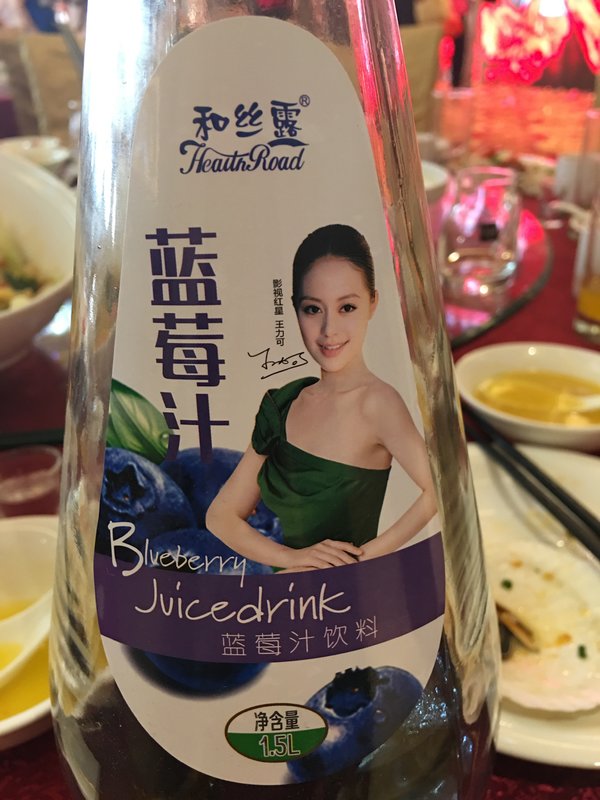 和丝露®
HeaithRoad
蓝莓汁
影视红星 王力可
Blueberry
Juicedrink
蓝莓汁饮料
净含量
1.5L